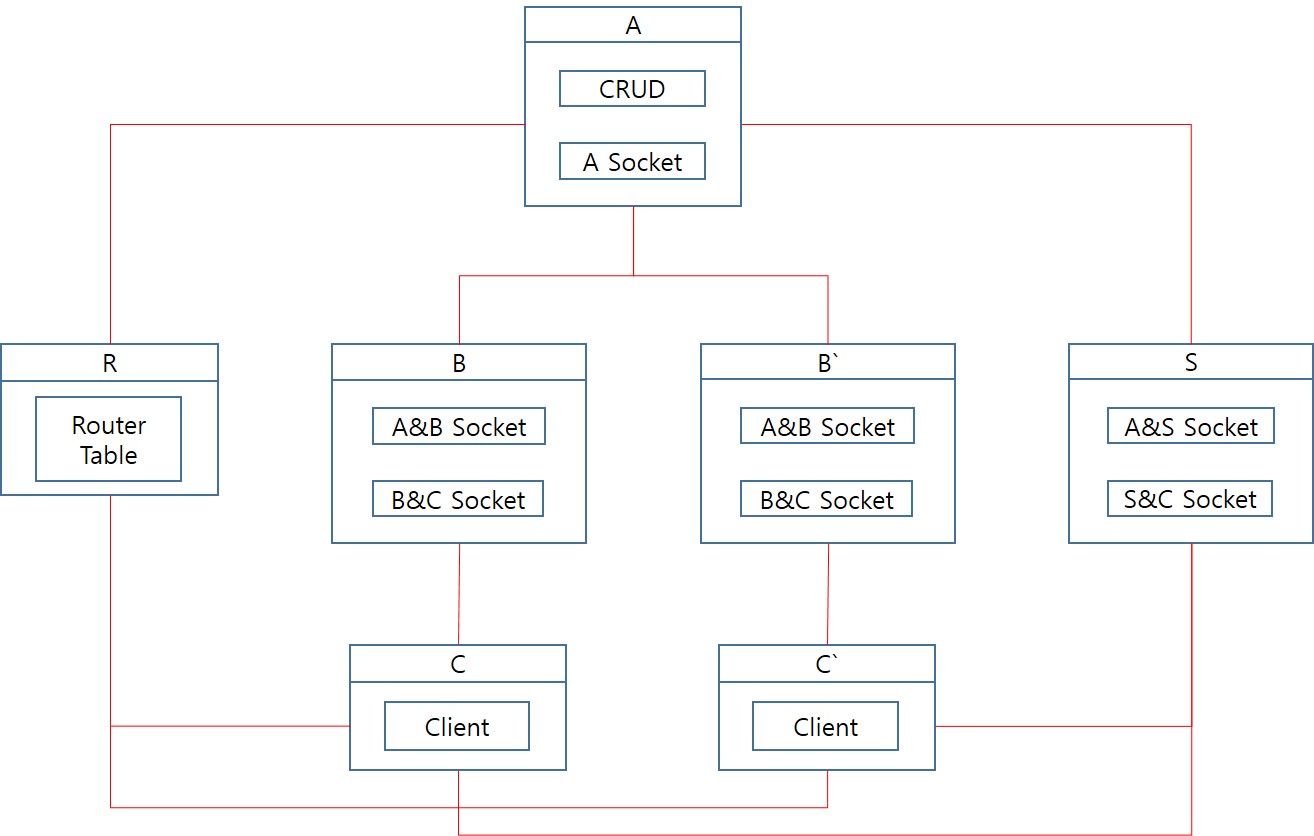 A
CRUD
A Socket
R
Router
Table
B
A&B Socket
B&C Socket
B`
A&B Socket
B&C Socket
S
A&S Socket
S&C Socket
C
Client
C`
Client